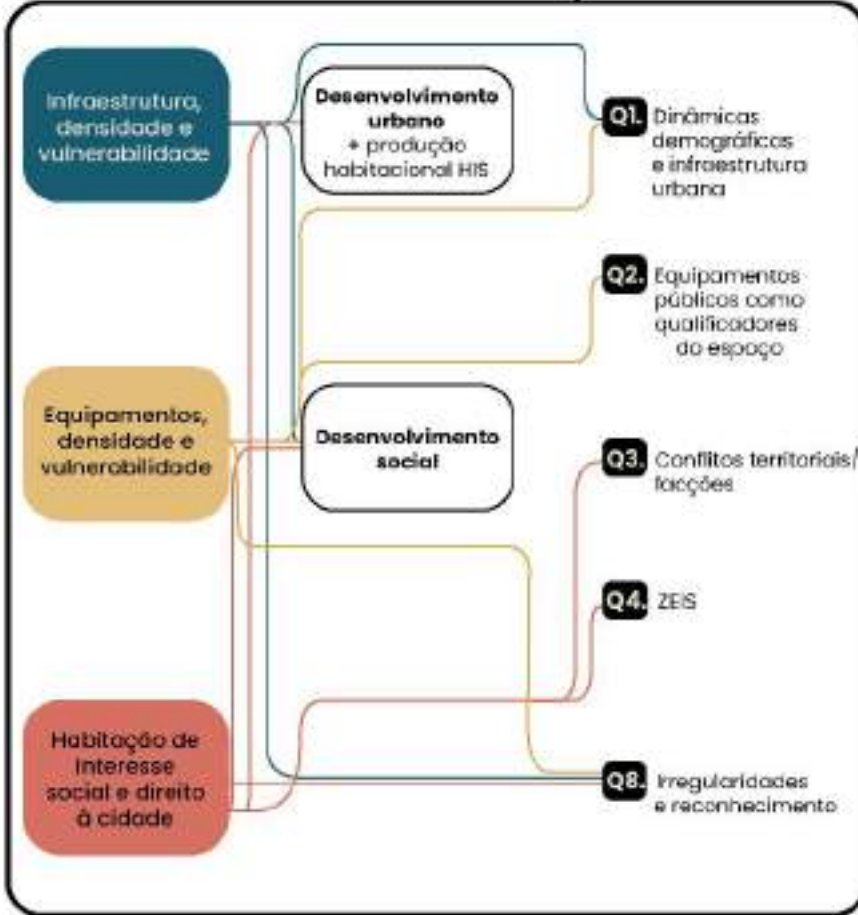 Infraestrutura,
densidade e
vulnerabilidade
Desenvolvimento
urbano
+ produção
habitacional HIS
Q1. Dinâmicas
demográficas
e infraestrutura
urbana
Q2. Equipamentos
públicos como
qualificadores
do espaço
Equipamentos,
densidade e
vulnerabilidade
Desenvolvimento
social
Q3. Conflitos territoriais/
facções
Q4. ZEIS
Habitação de
interesse
social e direito
à cidade
Q8. Irregularidades
e reconhecimento